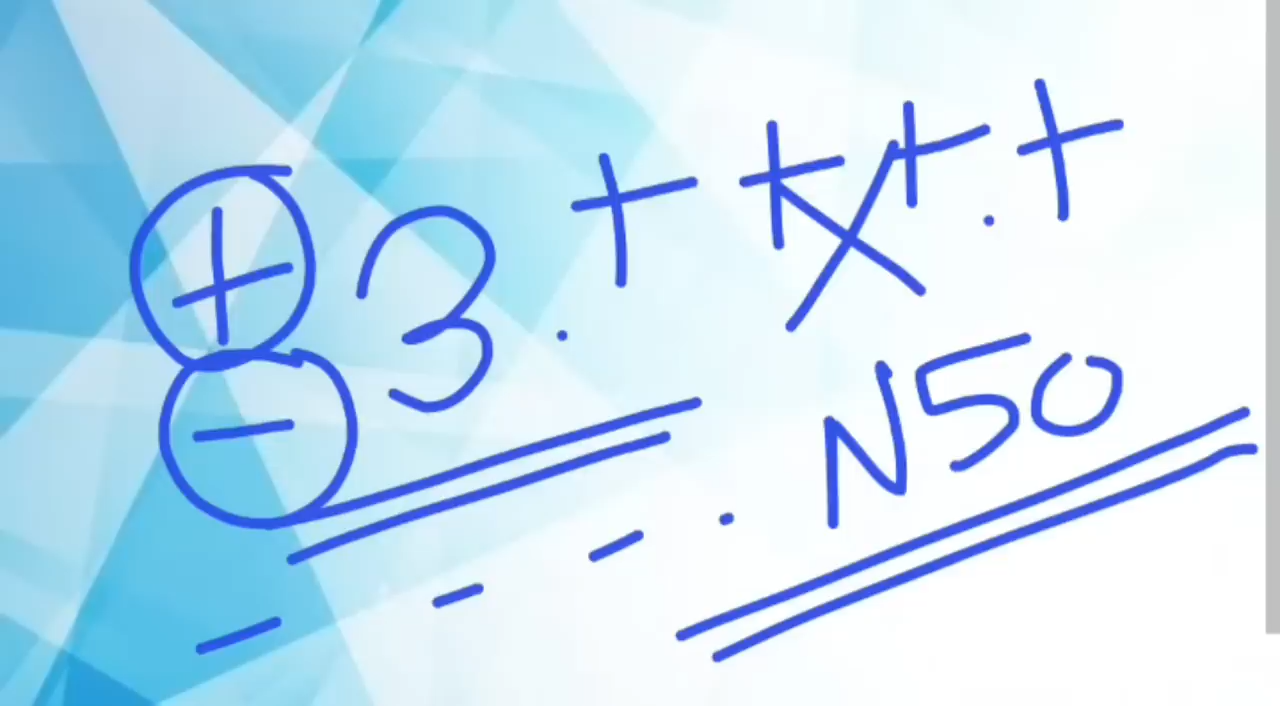 ⊕ 3 . + + X + . +
⊖ N50
- - - .